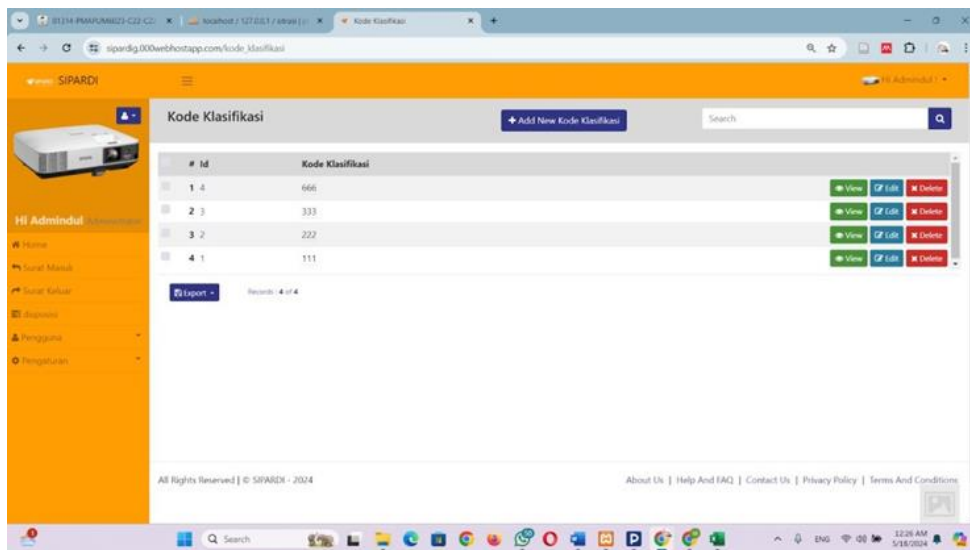 Kode Klasifikasi
sipardig.000webhostapp.com/kode_klasifikasi
SIPARDI
Hi Admindul !
Kode Klasifikasi
+ Add New Kode Klasifikasi
Search
# Id Kode Klasifikasi
1 4 666 View Edit Delete
2 3 333 View Edit Delete
3 2 222 View Edit Delete
4 1 111 View Edit Delete
Export
Records : 4 of 4
Hi Admindul
Home
Surat Masuk
Surat Keluar
disposisi
Pengguna
Pengaturan
All Rights Reserved | © SIPARDI - 2024
About Us | Help And FAQ | Contact Us | Privacy Policy | Terms And Conditions
Search
ENG
12:26 AM
5/18/2024